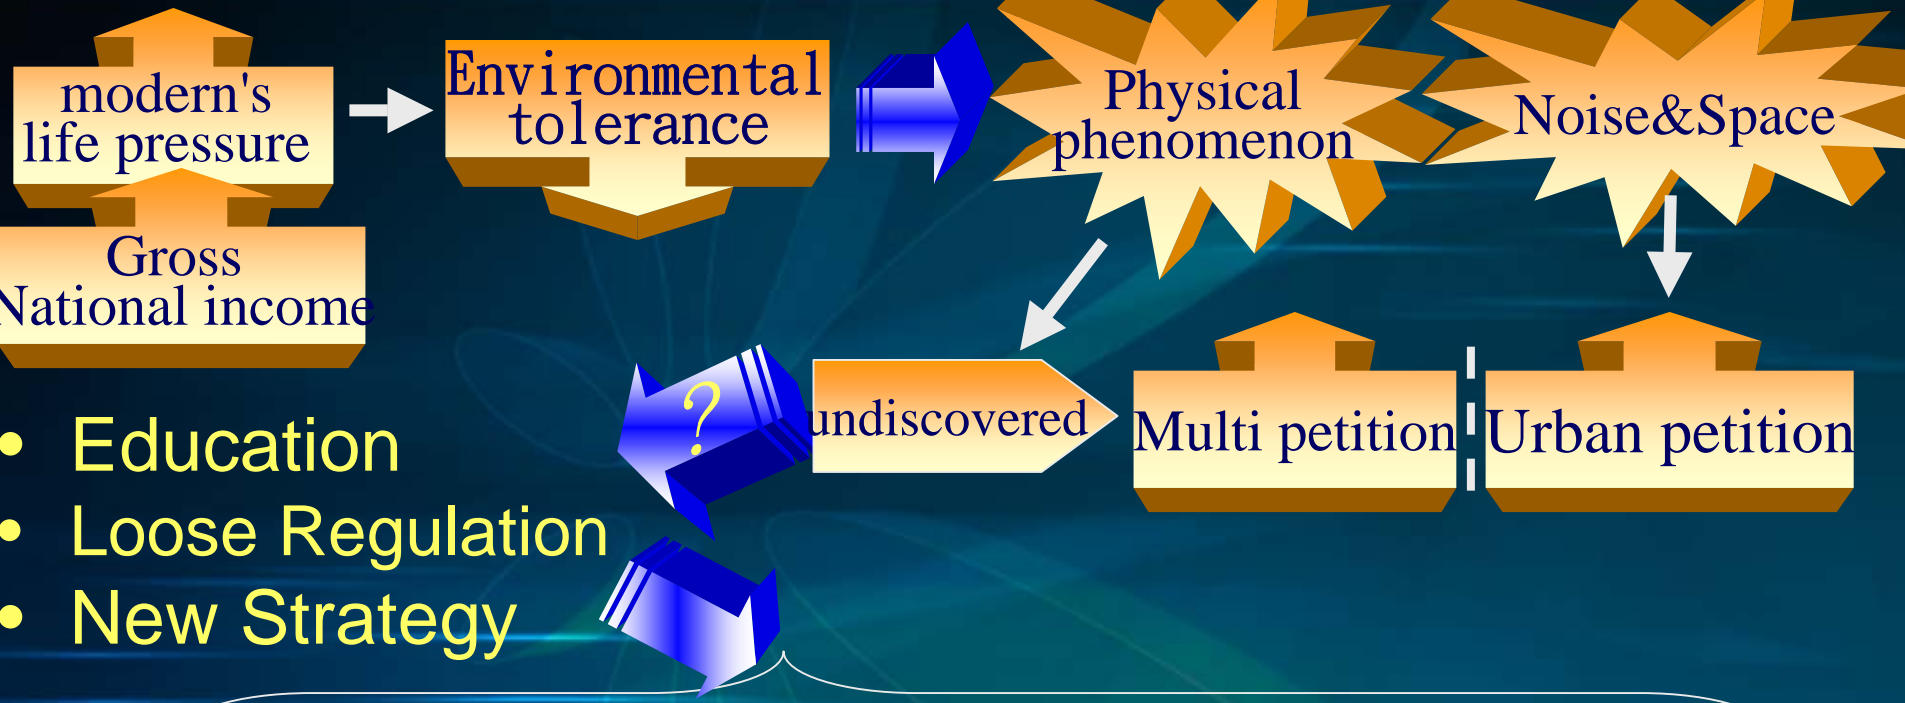 modern's
life pressure
Environmental
tolerance
Physical
phenomenon
Noise&Space
Gross
National income
?
undiscovered
Multi petition
Urban petition
• Education
• Loose Regulation
• New Strategy